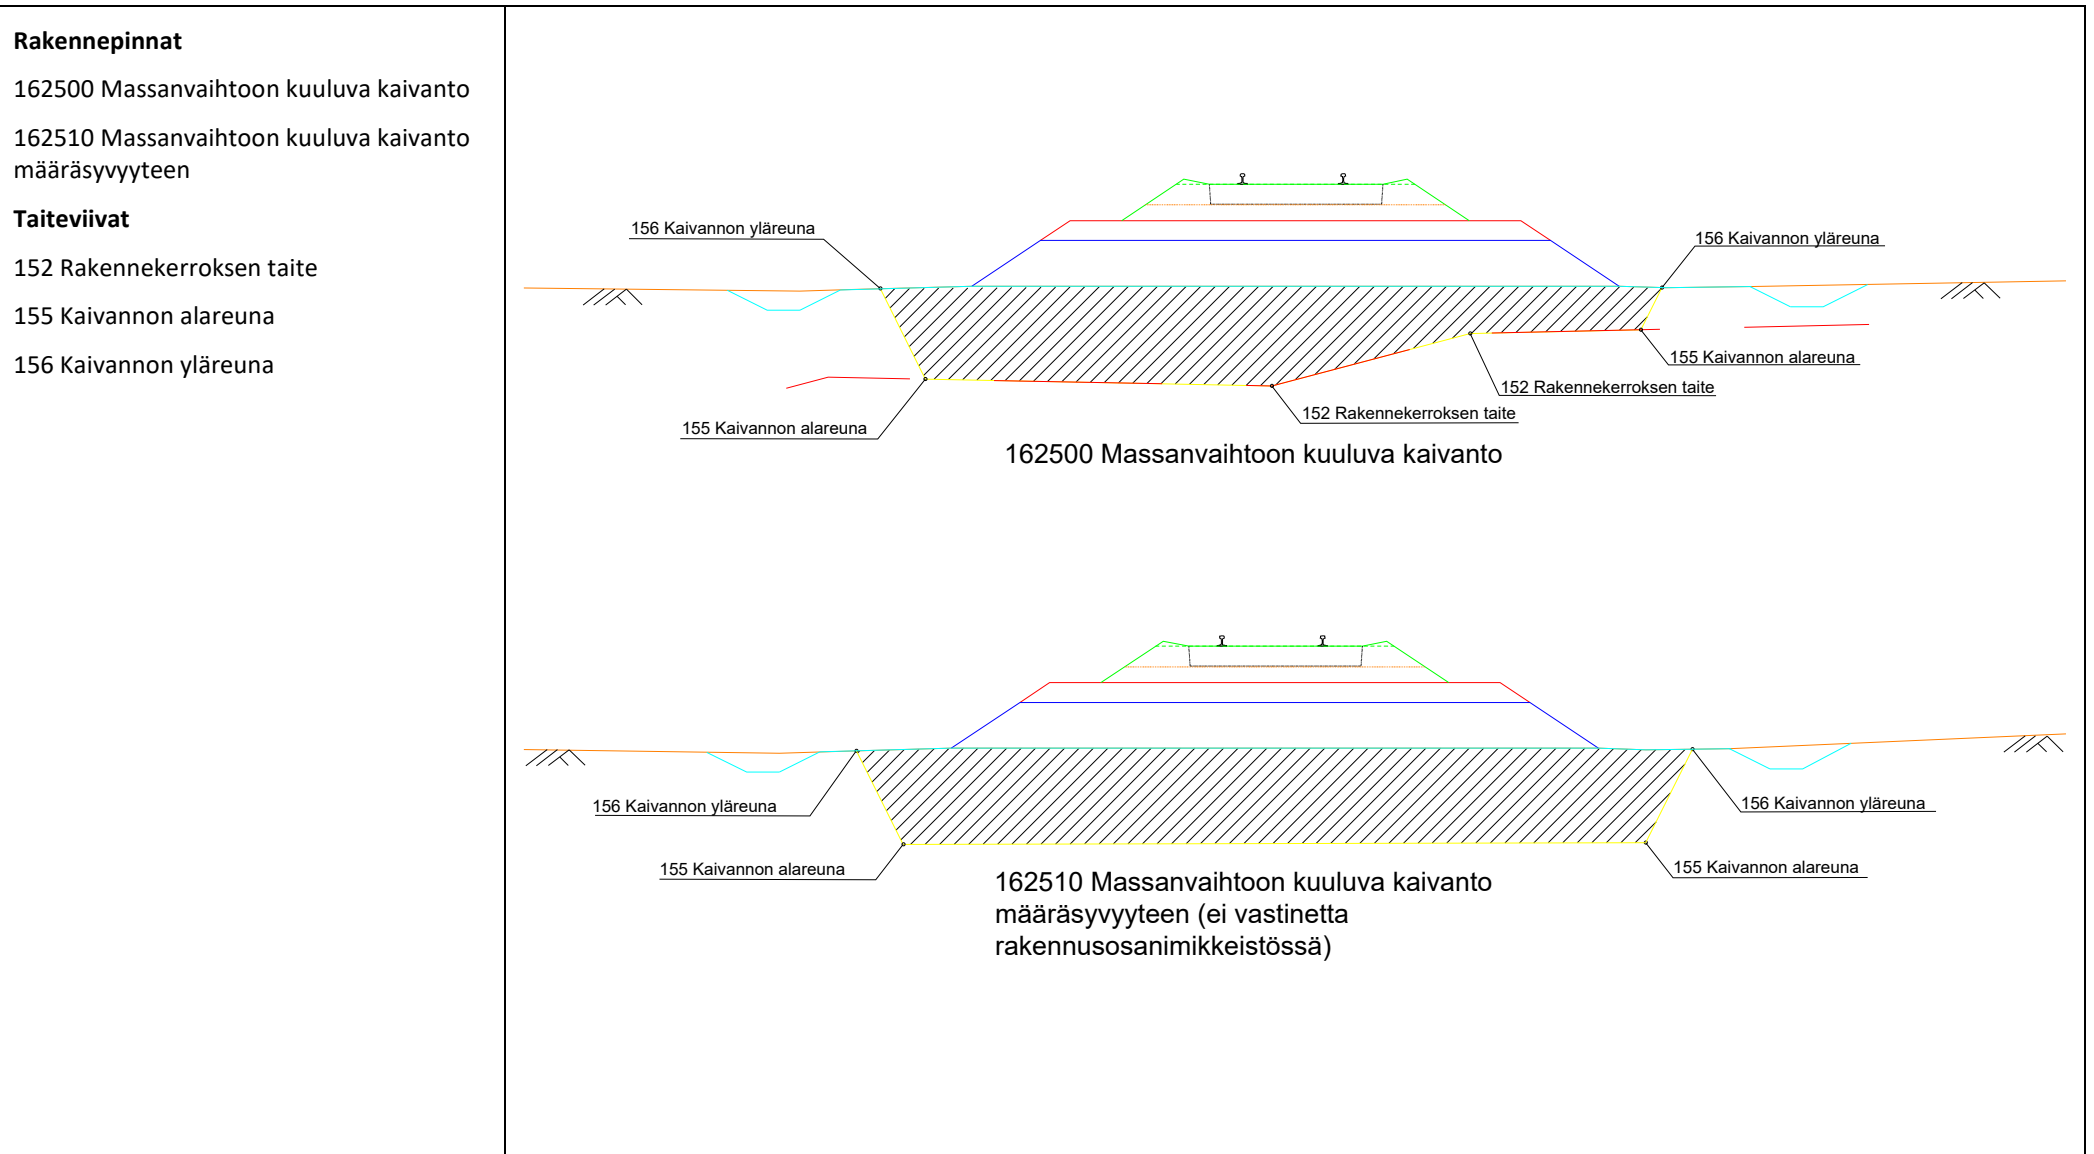 Rakennepinnat
162500 Massanvaihtoon kuuluva kaivanto
162510 Massanvaihtoon kuuluva kaivanto
määräsyvyyteen
Taiteviivat
152 Rakennekerroksen taite
155 Kaivannon alareuna
156 Kaivannon yläreuna
156 Kaivannon yläreuna
156 Kaivannon yläreuna
155 Kaivannon alareuna
152 Rakennekerroksen taite
152 Rakennekerroksen taite
155 Kaivannon alareuna
162500 Massanvaihtoon kuuluva kaivanto
156 Kaivannon yläreuna
156 Kaivannon yläreuna
155 Kaivannon alareuna
155 Kaivannon alareuna
162510 Massanvaihtoon kuuluva kaivanto
määräsyvyyteen (ei vastinetta
rakennusosanimikkeistössä)